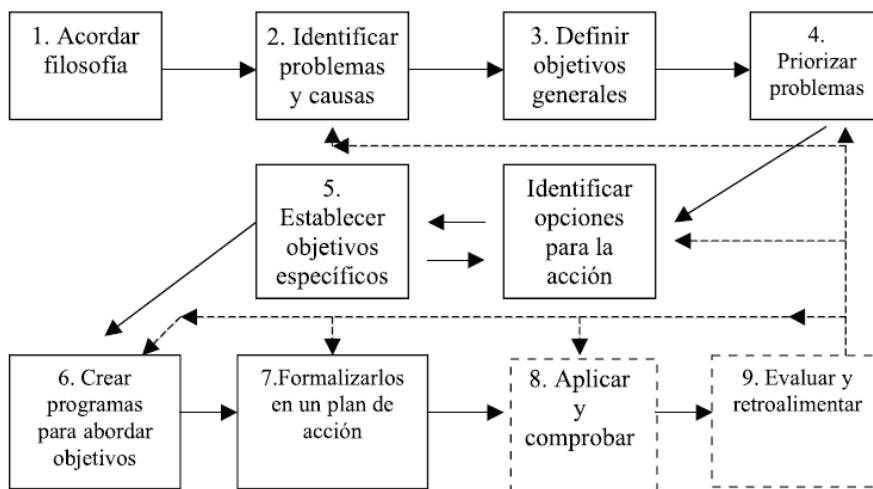 1. Acordar
filosofía
2. Identificar
problemas
y causas
3. Definir
objetivos
generales
4.
Priorizar
problemas
5.
Establecer
objetivos
específicos
Identificar
opciones
para la
acción
6. Crear
programas
para abordar
objetivos
7.Formalizarlos
en un plan de
acción
8. Aplicar
y
comprobar
9. Evaluar y
retroalimentar